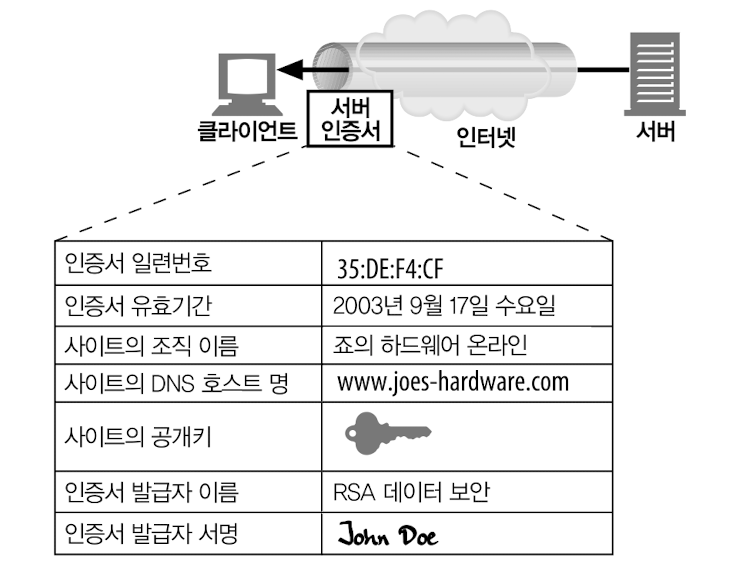 클라이언트
서버
인증서
인터넷
서버
인증서 일련번호 35:DE:F4:CF
인증서 유효기간 2003년 9월 17일 수요일
사이트의 조직 이름 죠의 하드웨어 온라인
사이트의 DNS 호스트 명 www.joes-hardware.com
사이트의 공개키
인증서 발급자 이름 RSA 데이터 보안
인증서 발급자 서명 John Doe